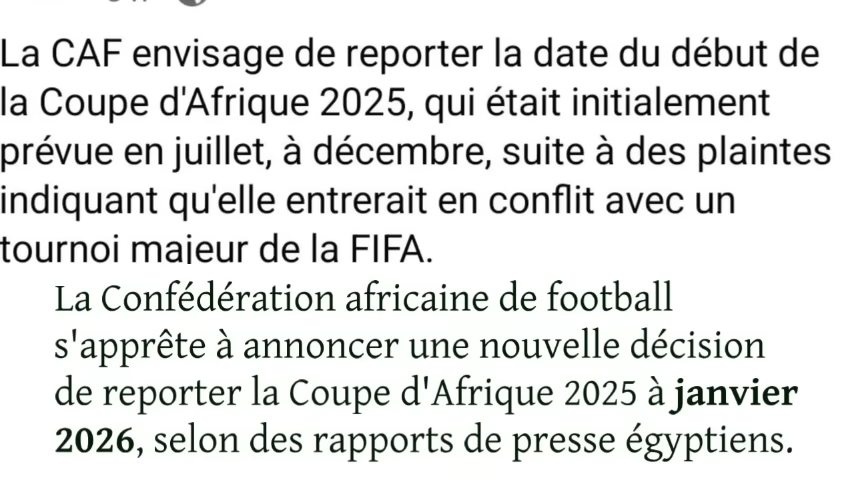 La CAF envisage de reporter la date du début de
la Coupe d'Afrique 2025, qui était initialement
prévue en juillet, à décembre, suite à des plaintes
indiquant qu'elle entrerait en conflit avec un
tournoi majeur de la FIFA.
La Confédération africaine de football
s'apprête à annoncer une nouvelle décision
de reporter la Coupe d'Afrique 2025 à janvier
2026, selon des rapports de presse égyptiens.